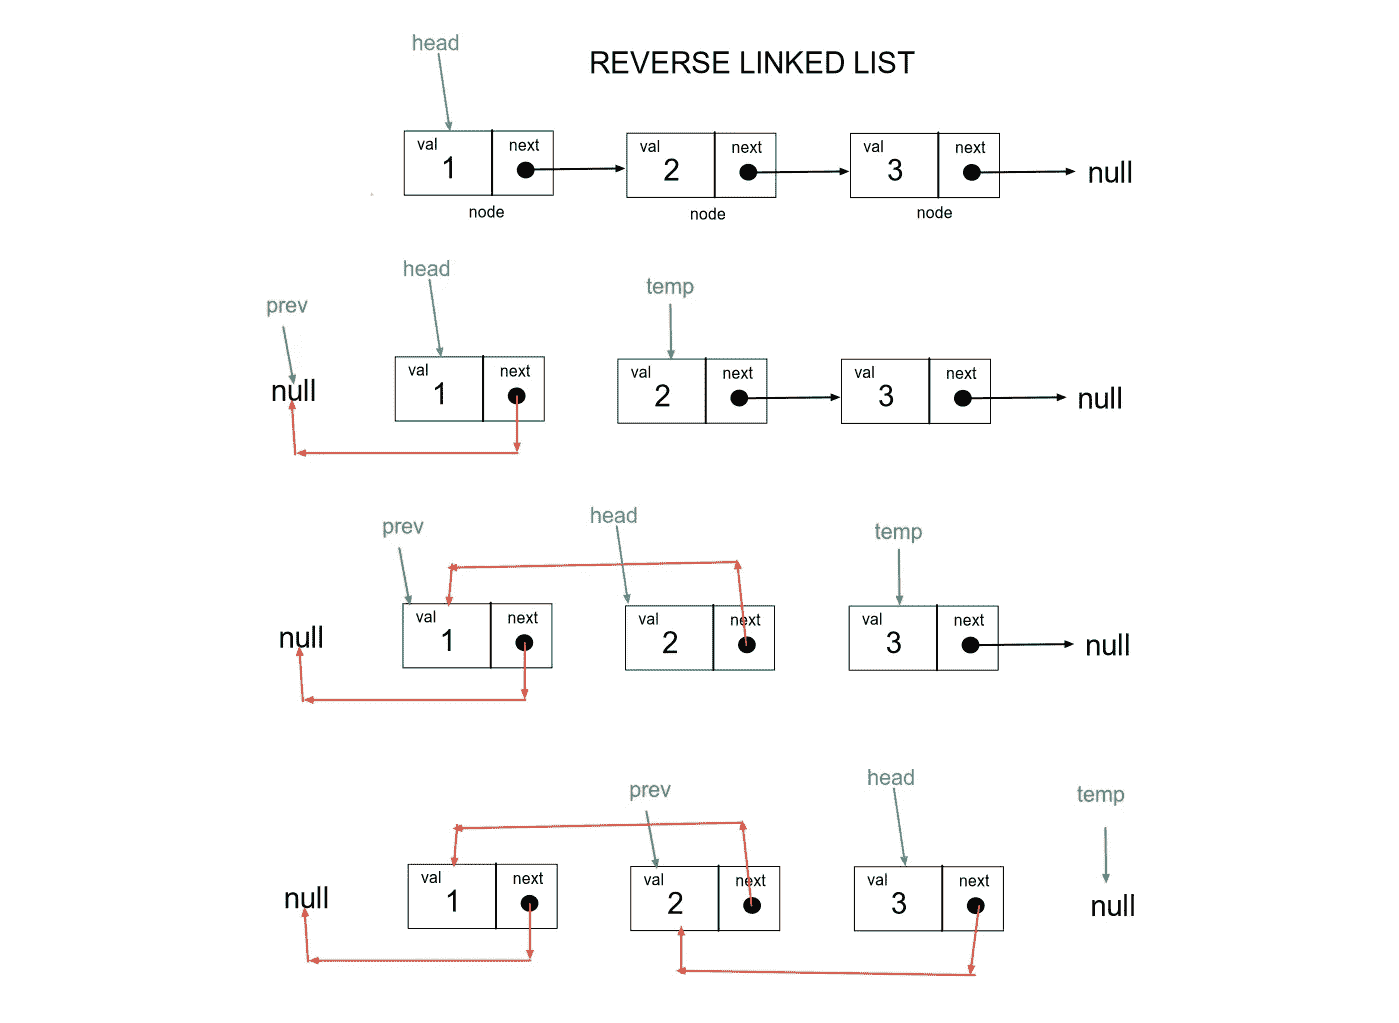 head
REVERSE LINKED LIST
val next val next val next
1 2 3 null
node node node
head
prev
temp
val next val next val next
null 1 2 3 null
prev head temp
val next val next val next
null 1 2 3 null
prev head temp
val next val next val next
null 1 2 3 null